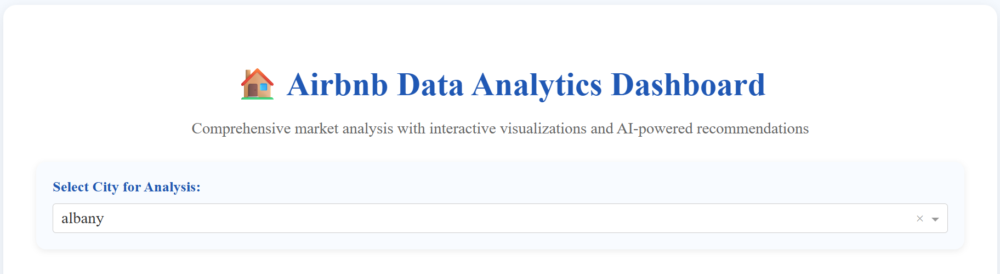 Airbnb Data Analytics Dashboard
Comprehensive market analysis with interactive visualizations and AI-powered recommendations
Select City for Analysis:
albany